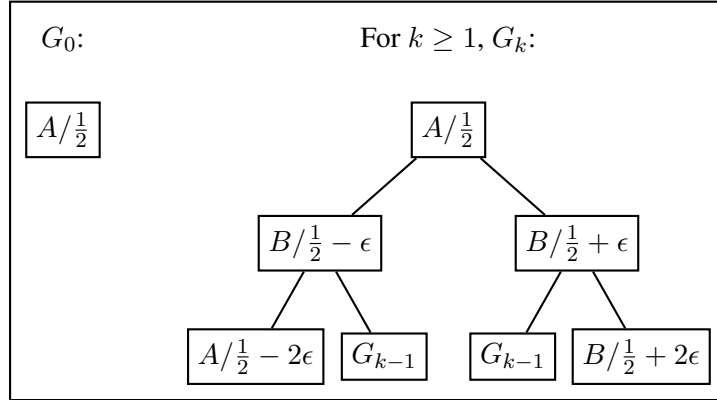 G₀: For k ≥ 1, Gₖ:
A/½ A/½
B/½ − ϵ B/½ + ϵ
A/½ − 2ϵ Gₖ₋₁ Gₖ₋₁ B/½ + 2ϵ